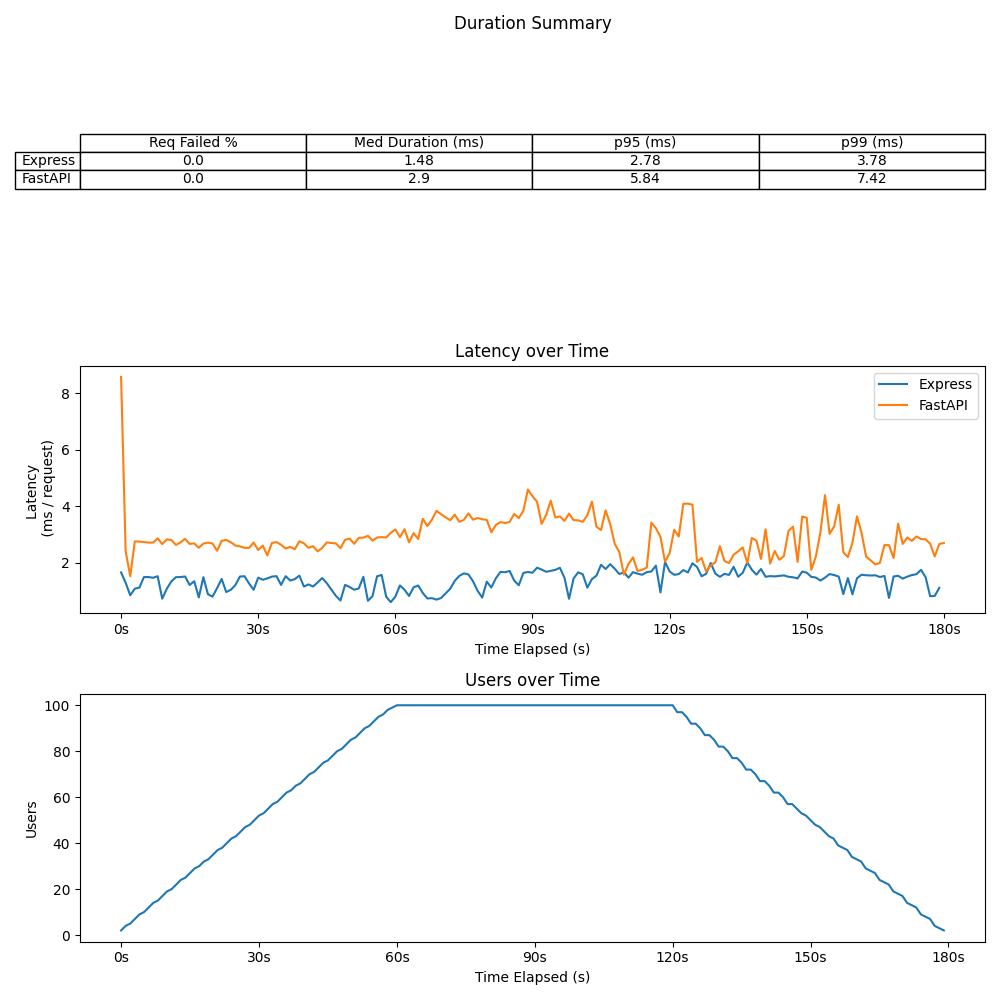 Duration Summary
Req Failed % Med Duration (ms) p95 (ms) p99 (ms)
Express 0.0 1.48 2.78 3.78
FastAPI 0.0 2.9 5.84 7.42
Latency over Time
Latency
(ms / request)
8
6
4
2
Express
FastAPI
0s 30s 60s 90s 120s 150s 180s
Time Elapsed (s)
Users over Time
Users
100
80
60
40
20
0
0s 30s 60s 90s 120s 150s 180s
Time Elapsed (s)